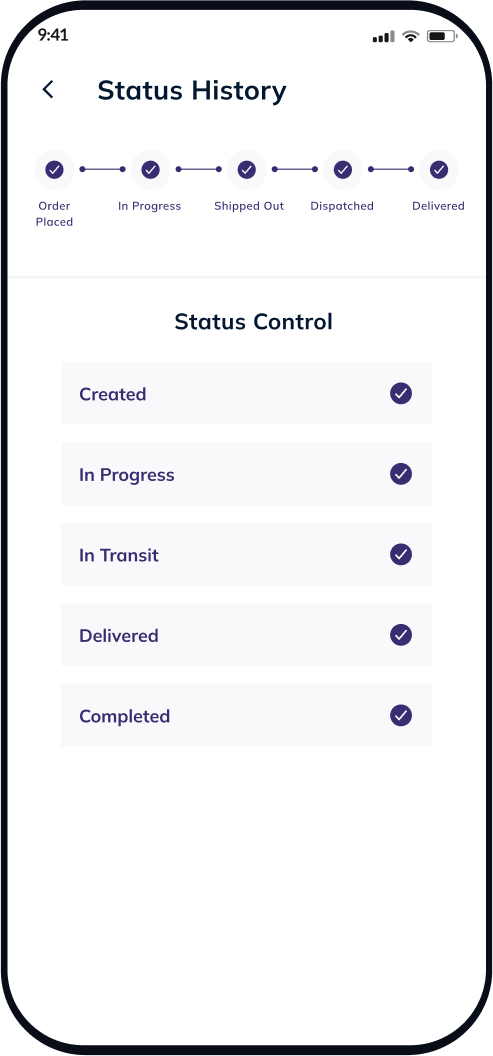 9:41
Status History
Order
Placed
In Progress
Shipped Out
Dispatched
Delivered
Status Control
Created
In Progress
In Transit
Delivered
Completed